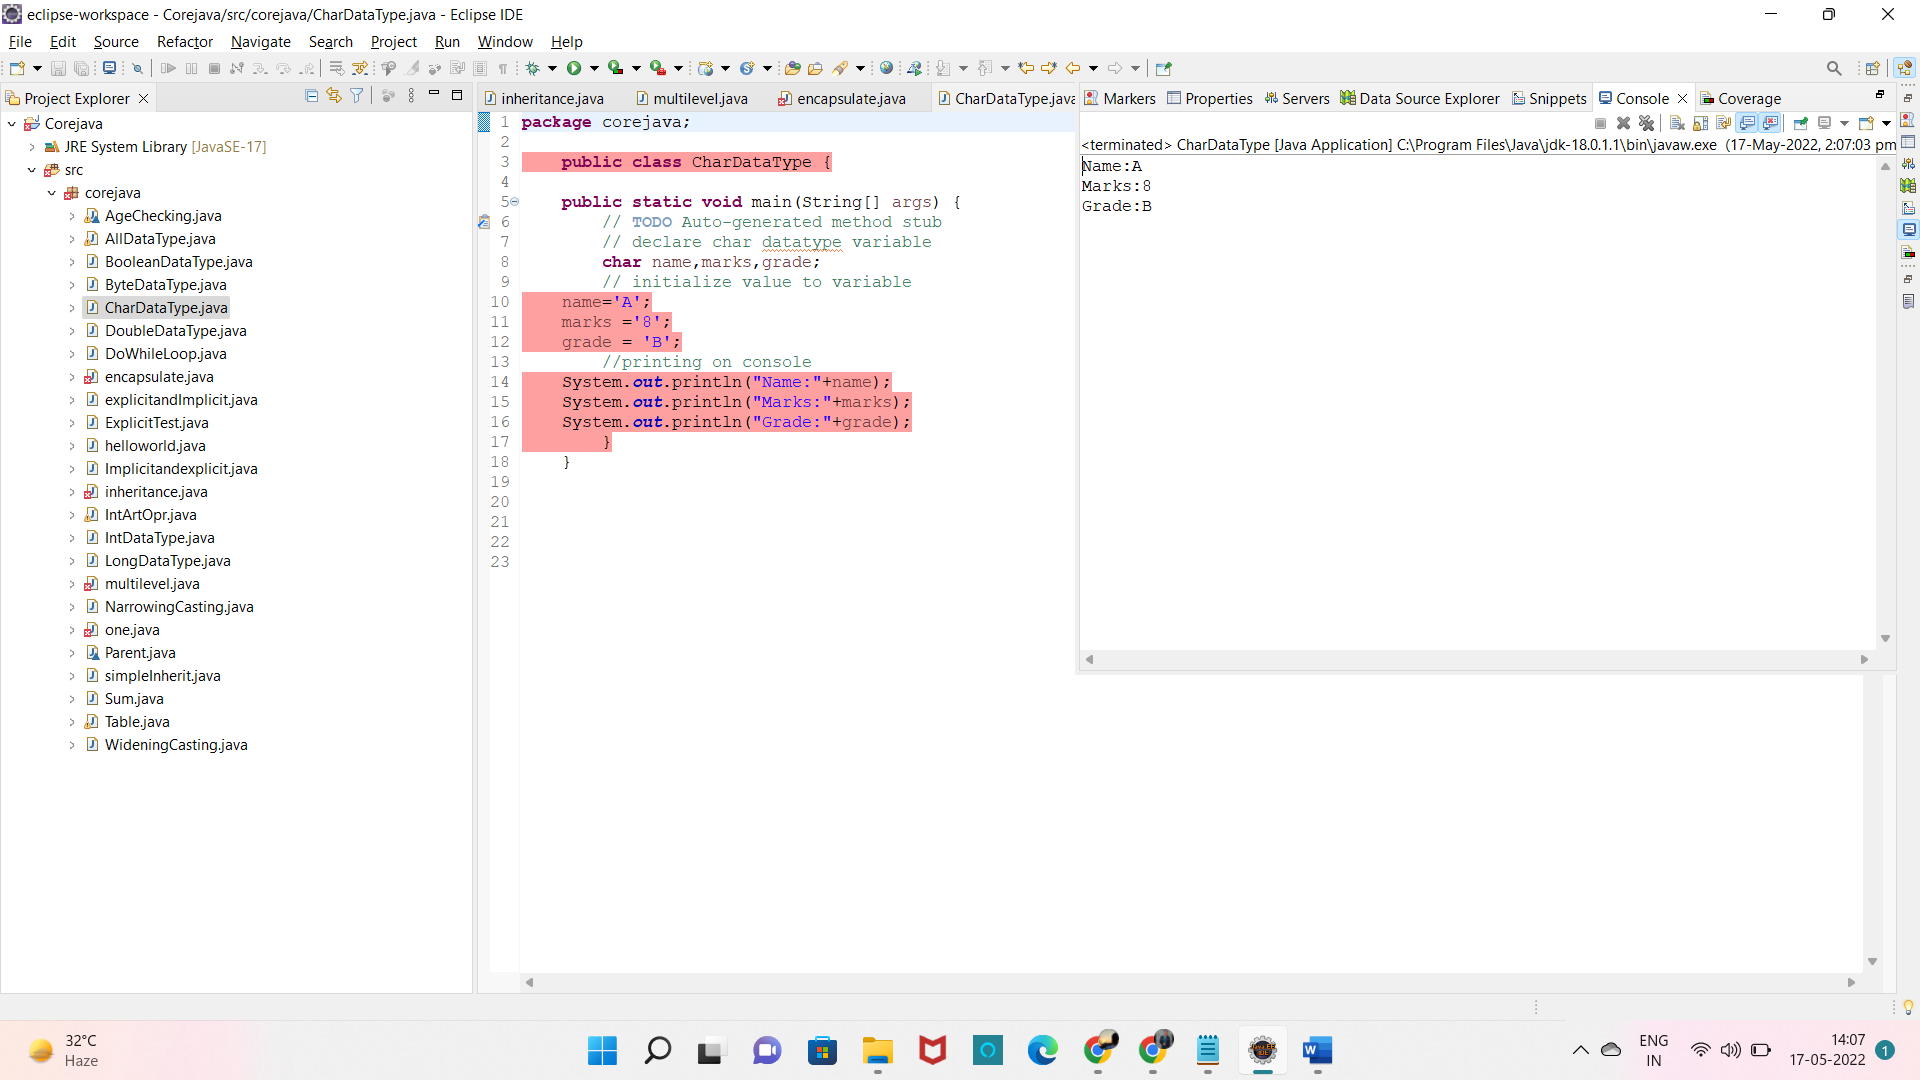 eclipse-workspace - Corejava/src/corejava/CharDataType.java - Eclipse IDE
File Edit Source Refactor Navigate Search Project Run Window Help
Project Explorer
Corejava
JRE System Library [JavaSE-17]
src
corejava
AgeChecking.java
AllDataType.java
BooleanDataType.java
ByteDataType.java
CharDataType.java
DoubleDataType.java
DoWhileLoop.java
encapsulate.java
explicitandImplicit.java
ExplicitTest.java
helloworld.java
Implicitandexplicit.java
inheritance.java
IntArtOpr.java
IntDataType.java
LongDataType.java
multilevel.java
NarrowingCasting.java
one.java
Parent.java
simpleInherit.java
Sum.java
Table.java
WideningCasting.java
inheritance.java multilevel.java encapsulate.java CharDataType.java
1 package corejava;
2
3 public class CharDataType {
4
5 public static void main(String[] args) {
6 // TODO Auto-generated method stub
7 // declare char datatype variable
8 char name,marks,grade;
9 // initialize value to variable
10 name='A';
11 marks ='8';
12 grade = 'B';
13 //printing on console
14 System.out.println("Name:"+name);
15 System.out.println("Marks:"+marks);
16 System.out.println("Grade:"+grade);
17 }
18 }
19
20
21
22
23
Markers Properties Servers Data Source Explorer Snippets Console Coverage
<terminated> CharDataType [Java Application] C:\Program Files\Java\jdk-18.0.1.1\bin\javaw.exe (17-May-2022, 2:07:03 pm
Name:A
Marks:8
Grade:B
32°C
Haze
ENG
IN
14:07
17-05-2022
1